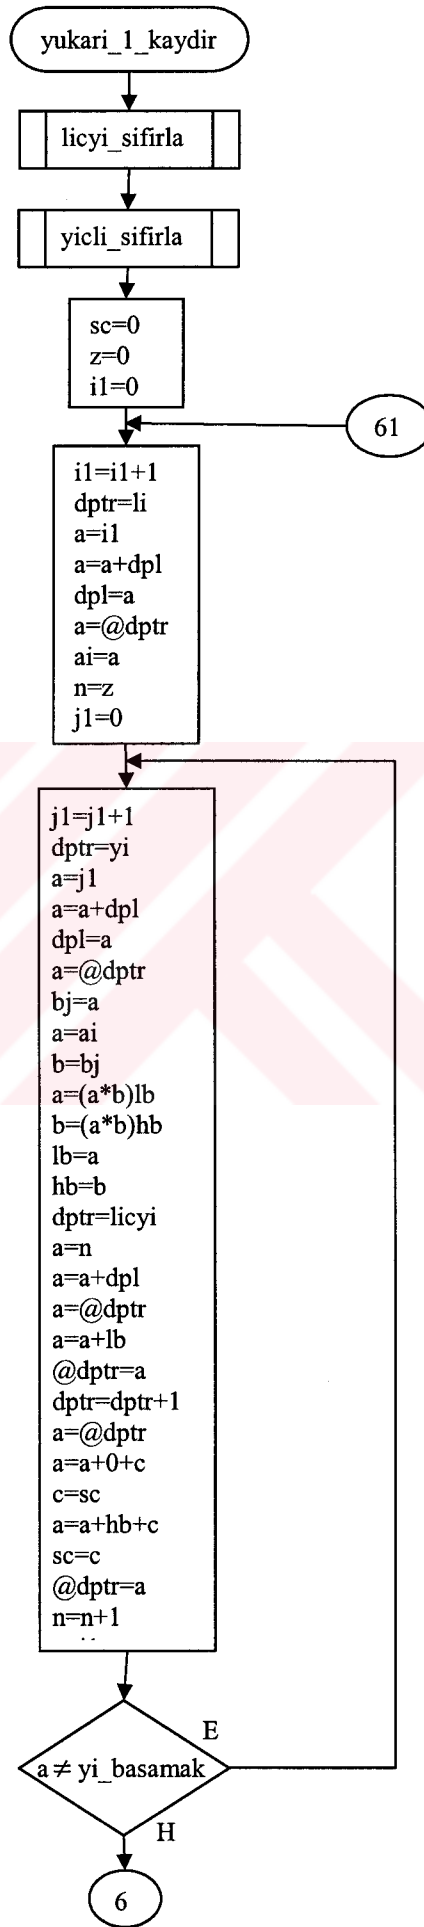 yukari_1_kaydir
licyi_sifirla
yicli_sifirla
sc=0
z=0
i1=0
61
i1=i1+1
dptr=li
a=i1
a=a+dpl
dpl=a
a=@dptr
ai=a
n=z
j1=0
j1=j1+1
dptr=yi
a=j1
a=a+dpl
dpl=a
a=@dptr
bj=a
a=ai
b=bj
a=(a*b)lb
b=(a*b)hb
lb=a
hb=b
dptr=licyi
a=n
a=a+dpl
a=@dptr
a=a+lb
@dptr=a
dptr=dptr+1
a=@dptr
a=a+0+c
c=sc
a=a+hb+c
sc=c
@dptr=a
n=n+1
E
a ≠ yi_basamak
H
6